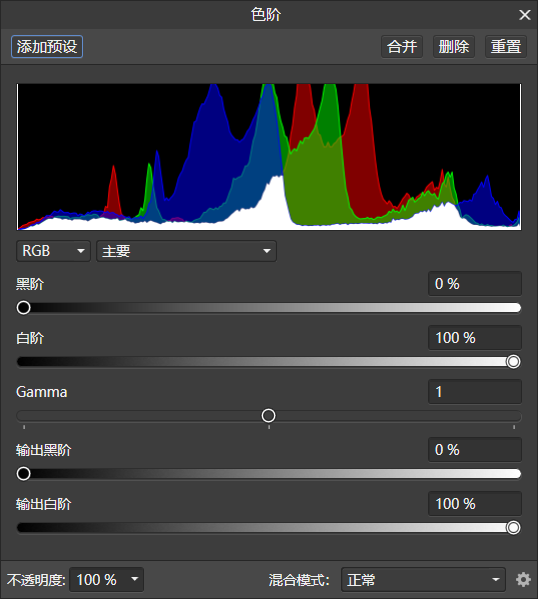 色阶
添加预设 合并 删除 重置
RGB 主要
黑阶 0 %
白阶 100 %
Gamma 1
输出黑阶 0 %
输出白阶 100 %
不透明度: 100 % 混合模式: 正常